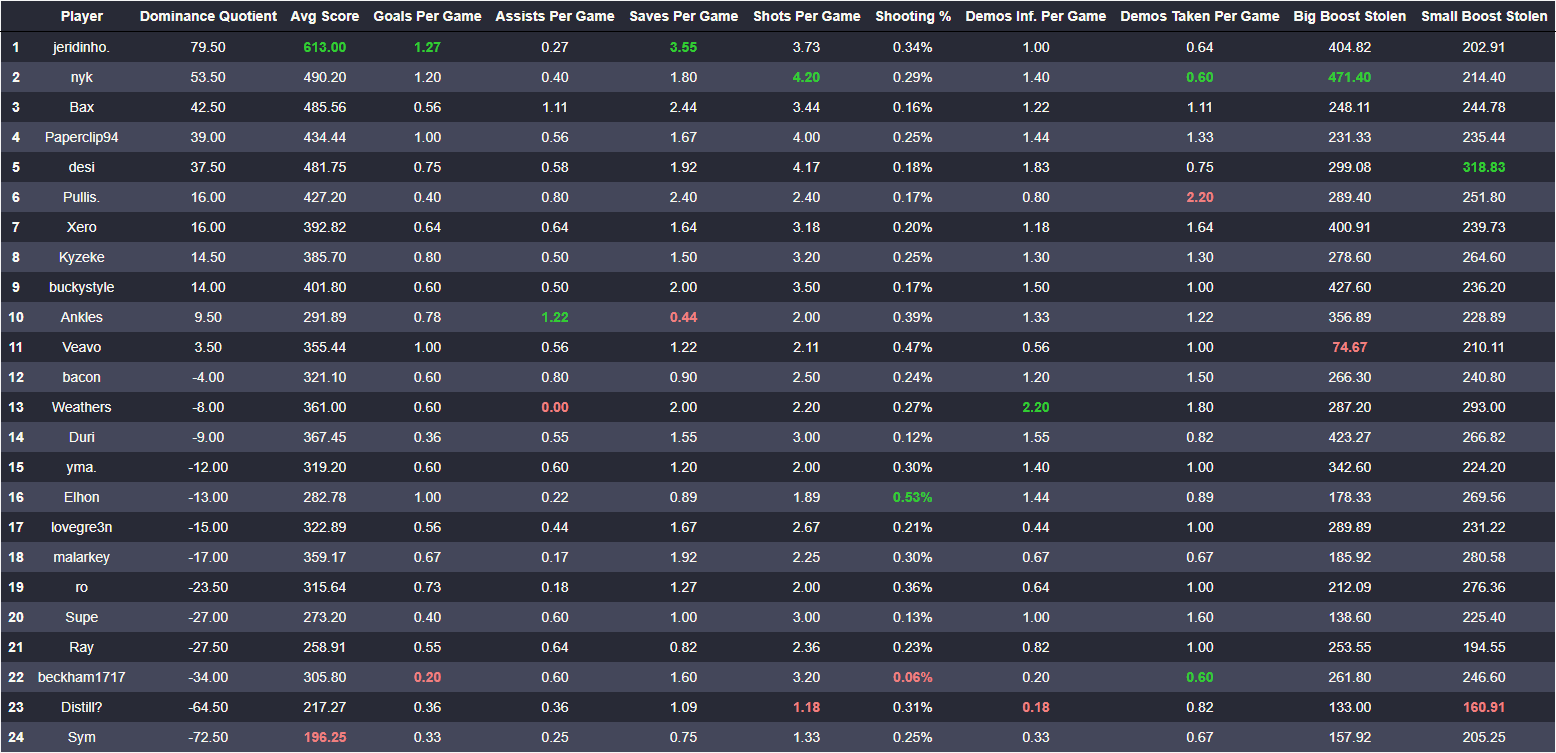 Player Dominance Quotient Avg Score Goals Per Game Assists Per Game Saves Per Game Shots Per Game Shooting % Demos Inf. Per Game Demos Taken Per Game Big Boost Stolen Small Boost Stolen
1 jeridinho. 79.50 613.00 1.27 0.27 3.55 3.73 0.34% 1.00 0.64 404.82 202.91
2 nyk 53.50 490.20 1.20 0.40 1.80 4.20 0.29% 1.40 0.60 471.40 214.40
3 Bax 42.50 485.56 0.56 1.11 2.44 3.44 0.16% 1.22 1.11 248.11 244.78
4 Paperclip94 39.00 434.44 1.00 0.56 1.67 4.00 0.25% 1.44 1.33 231.33 235.44
5 desi 37.50 481.75 0.75 0.58 1.92 4.17 0.18% 1.83 0.75 299.08 318.83
6 Pullis. 16.00 427.20 0.40 0.80 2.40 2.40 0.17% 0.80 2.20 289.40 251.80
7 Xero 16.00 392.82 0.64 0.64 1.64 3.18 0.20% 1.18 1.64 400.91 239.73
8 Kyzeke 14.50 385.70 0.80 0.50 1.50 3.20 0.25% 1.30 1.30 278.60 264.60
9 buckystyle 14.00 401.80 0.60 0.50 2.00 3.50 0.17% 1.50 1.00 427.60 236.20
10 Ankles 9.50 291.89 0.78 1.22 0.44 2.00 0.39% 1.33 1.22 356.89 228.89
11 Veavo 3.50 355.44 1.00 0.56 1.22 2.11 0.47% 0.56 1.00 74.67 210.11
12 bacon -4.00 321.10 0.60 0.80 0.90 2.50 0.24% 1.20 1.50 266.30 240.80
13 Weathers -8.00 361.00 0.60 0.00 2.00 2.20 0.27% 2.20 1.80 287.20 293.00
14 Duri -9.00 367.45 0.36 0.55 1.55 3.00 0.12% 1.55 0.82 423.27 266.82
15 yma. -12.00 319.20 0.60 0.60 1.20 2.00 0.30% 1.40 1.00 342.60 224.20
16 Elhon -13.00 282.78 1.00 0.22 0.89 1.89 0.53% 1.44 0.89 178.33 269.56
17 lovegre3n -15.00 322.89 0.56 0.44 1.67 2.67 0.21% 0.44 1.00 289.89 231.22
18 malarkey -17.00 359.17 0.67 0.17 1.92 2.25 0.30% 0.67 0.67 185.92 280.58
19 ro -23.50 315.64 0.73 0.18 1.27 2.00 0.36% 0.64 1.00 212.09 276.36
20 Supe -27.00 273.20 0.40 0.60 1.00 3.00 0.13% 1.00 1.60 138.60 225.40
21 Ray -27.50 258.91 0.55 0.64 0.82 2.36 0.23% 0.82 1.00 253.55 194.55
22 beckham1717 -34.00 305.80 0.20 0.60 1.60 3.20 0.06% 0.20 0.60 261.80 246.60
23 Distill? -64.50 217.27 0.36 0.36 1.09 1.18 0.31% 0.18 0.82 133.00 160.91
24 Sym -72.50 196.25 0.33 0.25 0.75 1.33 0.25% 0.33 0.67 157.92 205.25